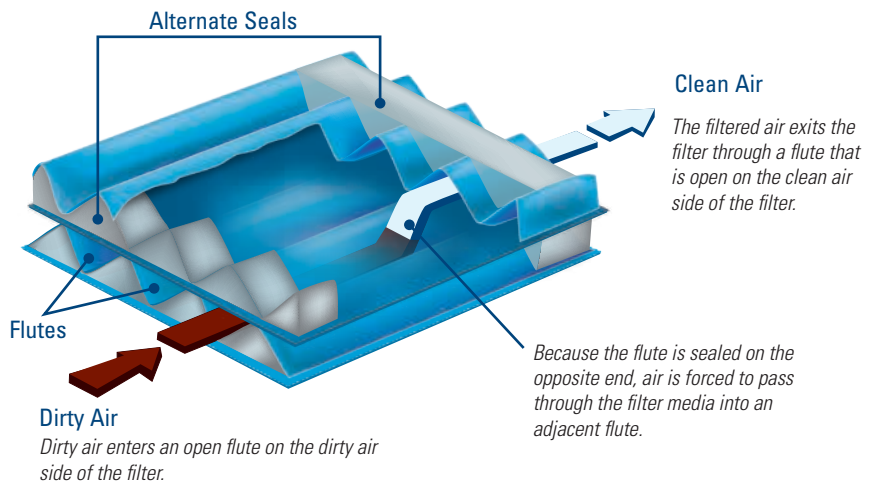 Alternate Seals
Clean Air
The filtered air exits the
filter through a flute that
is open on the clean air
side of the filter.
Flutes
Because the flute is sealed on the
opposite end, air is forced to pass
through the filter media into an
adjacent flute.
Dirty Air
Dirty air enters an open flute on the dirty air
side of the filter.